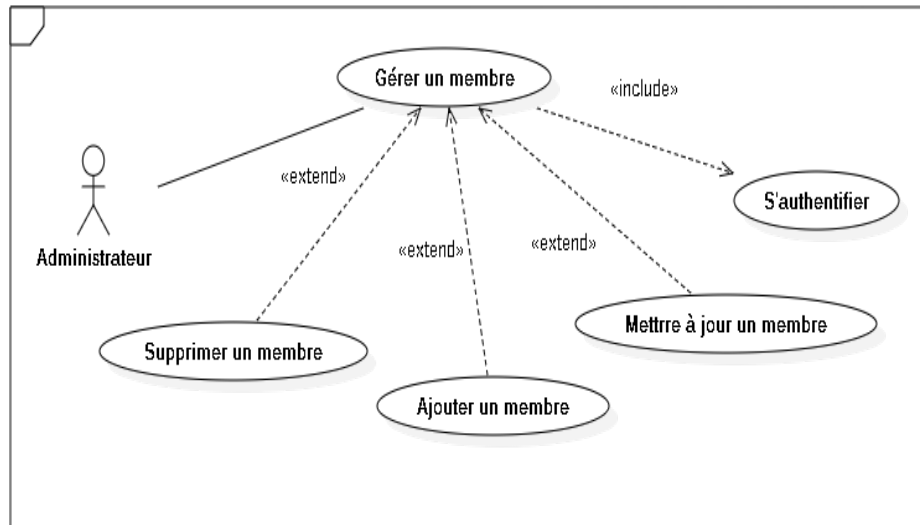 Gérer un membre
«include»
«extend»
S'authentifier
Administrateur
«extend»
«extend»
Mettrre à jour un membre
Supprimer un membre
Ajouter un membre